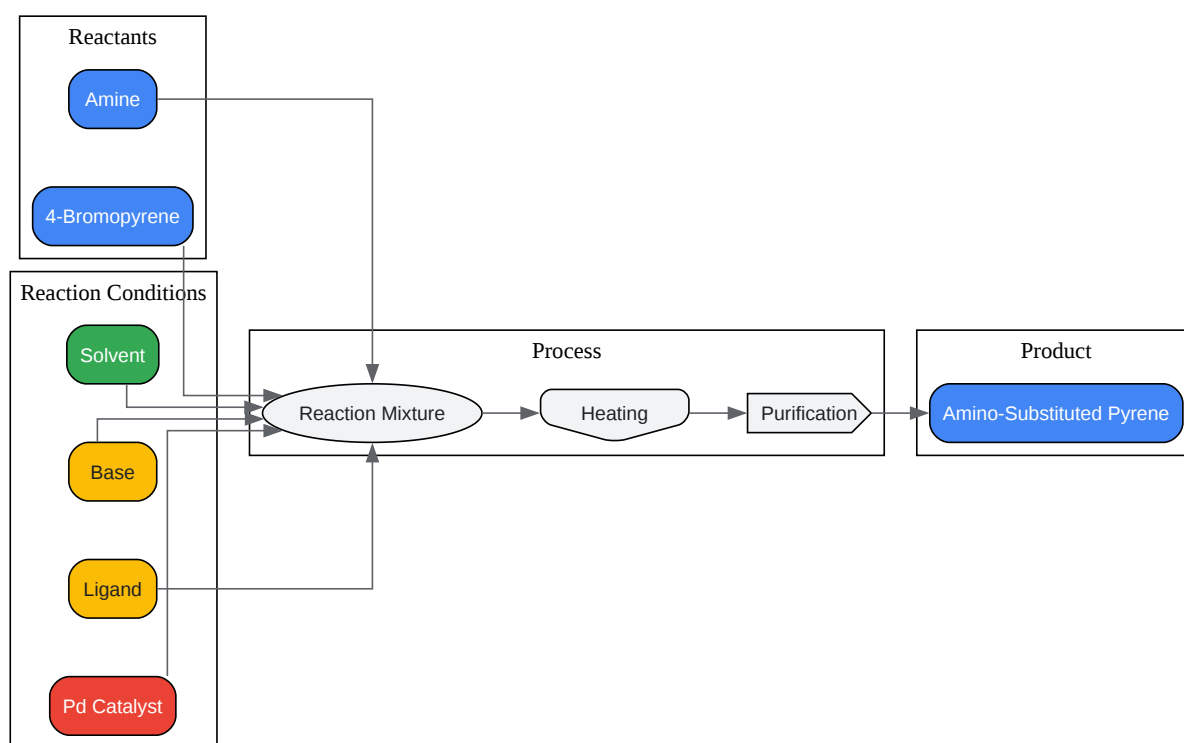 Reactants
Amine
4-Bromopyrene
Reaction Conditions
Solvent
Base
Ligand
Pd Catalyst
Process
Reaction Mixture
Heating
Purification
Product
Amino-Substituted Pyrene